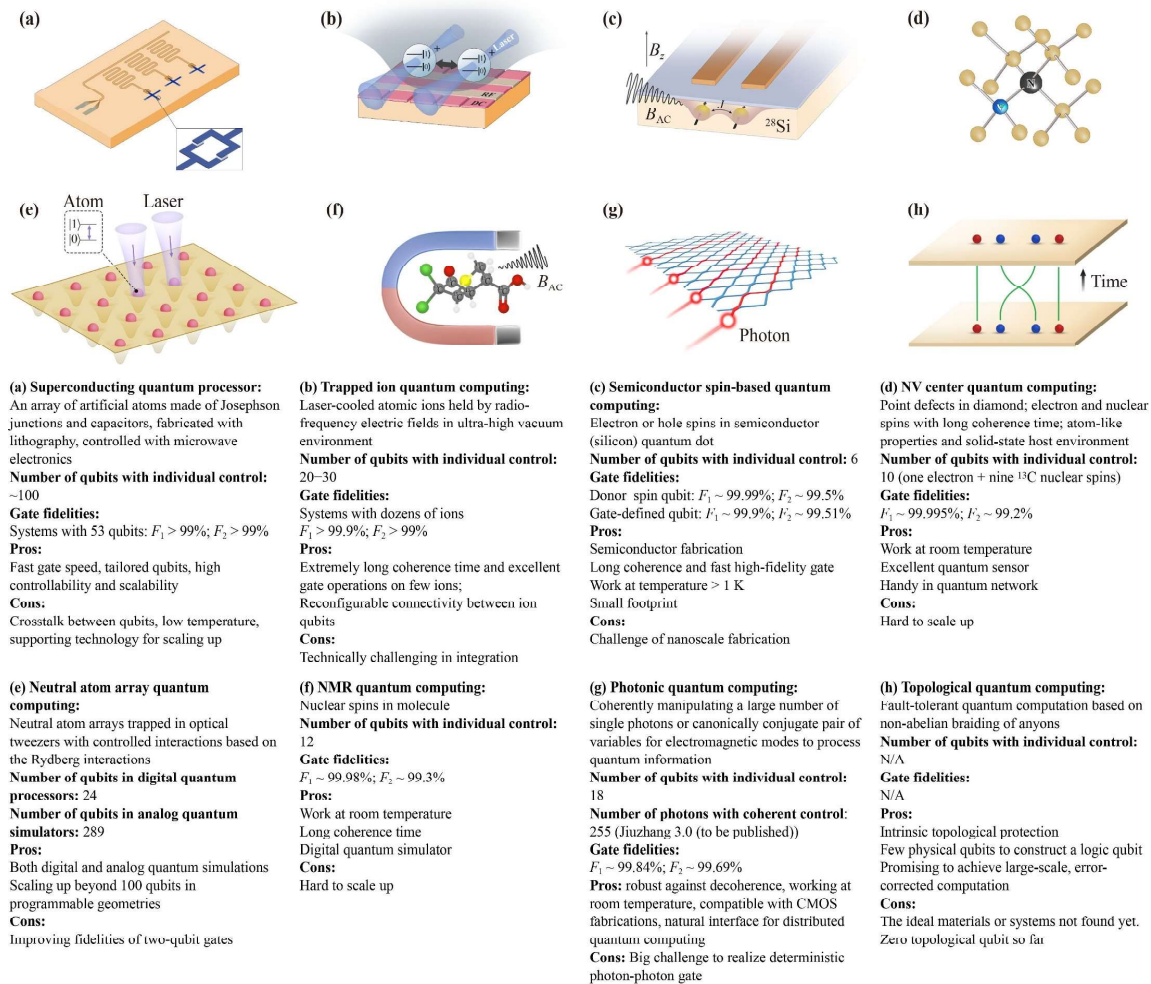 (a)
(b)
|1⟩
|0⟩
+
|1⟩
|0⟩
+
Laser
RF
DC
(c)
B_z
B_AC
J
²⁸Si
(d)
N
(e)
Atom
Laser
|1⟩
|0⟩
(f)
B_AC
(g)
Photon
(h)
Time
(a) Superconducting quantum processor:
An array of artificial atoms made of Josephson
junctions and capacitors, fabricated with
lithography, controlled with microwave
electronics
Number of qubits with individual control:
~100
Gate fidelities:
Systems with 53 qubits: F₁ > 99%; F₂ > 99%
Pros:
Fast gate speed, tailored qubits, high
controllability and scalability
Cons:
Crosstalk between qubits, low temperature,
supporting technology for scaling up
(b) Trapped ion quantum computing:
Laser-cooled atomic ions held by radio-
frequency electric fields in ultra-high vacuum
environment
Number of qubits with individual control:
20−30
Gate fidelities:
Systems with dozens of ions
F₁ > 99.9%; F₂ > 99%
Pros:
Extremely long coherence time and excellent
gate operations on few ions;
Reconfigurable connectivity between ion
qubits
Cons:
Technically challenging in integration
(c) Semiconductor spin-based quantum
computing:
Electron or hole spins in semiconductor
(silicon) quantum dot
Number of qubits with individual control: 6
Gate fidelities:
Donor spin qubit: F₁ ~ 99.99%; F₂ ~ 99.5%
Gate-defined qubit: F₁ ~ 99.9%; F₂ ~ 99.51%
Pros:
Semiconductor fabrication
Long coherence and fast high-fidelity gate
Work at temperature > 1 K
Small footprint
Cons:
Challenge of nanoscale fabrication
(d) NV center quantum computing:
Point defects in diamond; electron and nuclear
spins with long coherence time; atom-like
properties and solid-state host environment
Number of qubits with individual control:
10 (one electron + nine ¹³C nuclear spins)
Gate fidelities:
F₁ ~ 99.995%; F₂ ~ 99.2%
Pros:
Work at room temperature
Excellent quantum sensor
Handy in quantum network
Cons:
Hard to scale up
(e) Neutral atom array quantum
computing:
Neutral atom arrays trapped in optical
tweezers with controlled interactions based on
the Rydberg interactions
Number of qubits in digital quantum
processors: 24
Number of qubits in analog quantum
simulators: 289
Pros:
Both digital and analog quantum simulations
Scaling up beyond 100 qubits in
programmable geometries
Cons:
Improving fidelities of two-qubit gates
(f) NMR quantum computing:
Nuclear spins in molecule
Number of qubits with individual control:
12
Gate fidelities:
F₁ ~ 99.98%; F₂ ~ 99.3%
Pros:
Work at room temperature
Long coherence time
Digital quantum simulator
Cons:
Hard to scale up
(g) Photonic quantum computing:
Coherently manipulating a large number of
single photons or canonically conjugate pair of
variables for electromagnetic modes to process
quantum information
Number of qubits with individual control:
18
Number of photons with coherent control:
255 (Jiuzhang 3.0 (to be published))
Gate fidelities:
F₁ ~ 99.84%; F₂ ~ 99.69%
Pros: robust against decoherence, working at
room temperature, compatible with CMOS
fabrications, natural interface for distributed
quantum computing
Cons: Big challenge to realize deterministic
photon-photon gate
(h) Topological quantum computing:
Fault-tolerant quantum computation based on
non-abelian braiding of anyons
Number of qubits with individual control:
N/A
Gate fidelities:
N/A
Pros:
Intrinsic topological protection
Few physical qubits to construct a logic qubit
Promising to achieve large-scale, error-
corrected computation
Cons:
The ideal materials or systems not found yet.
Zero topological qubit so far